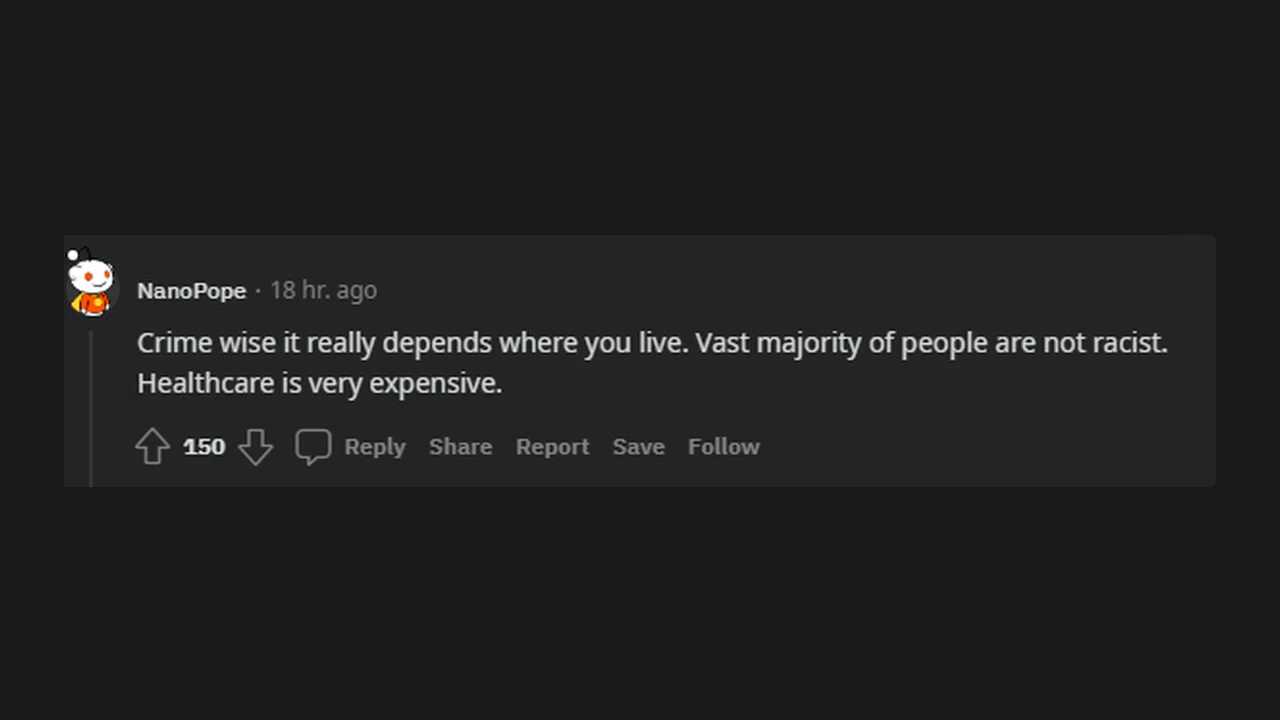 NanoPope · 18 hr. ago
Crime wise it really depends where you live. Vast majority of people are not racist.
Healthcare is very expensive.
150 Reply Share Report Save Follow